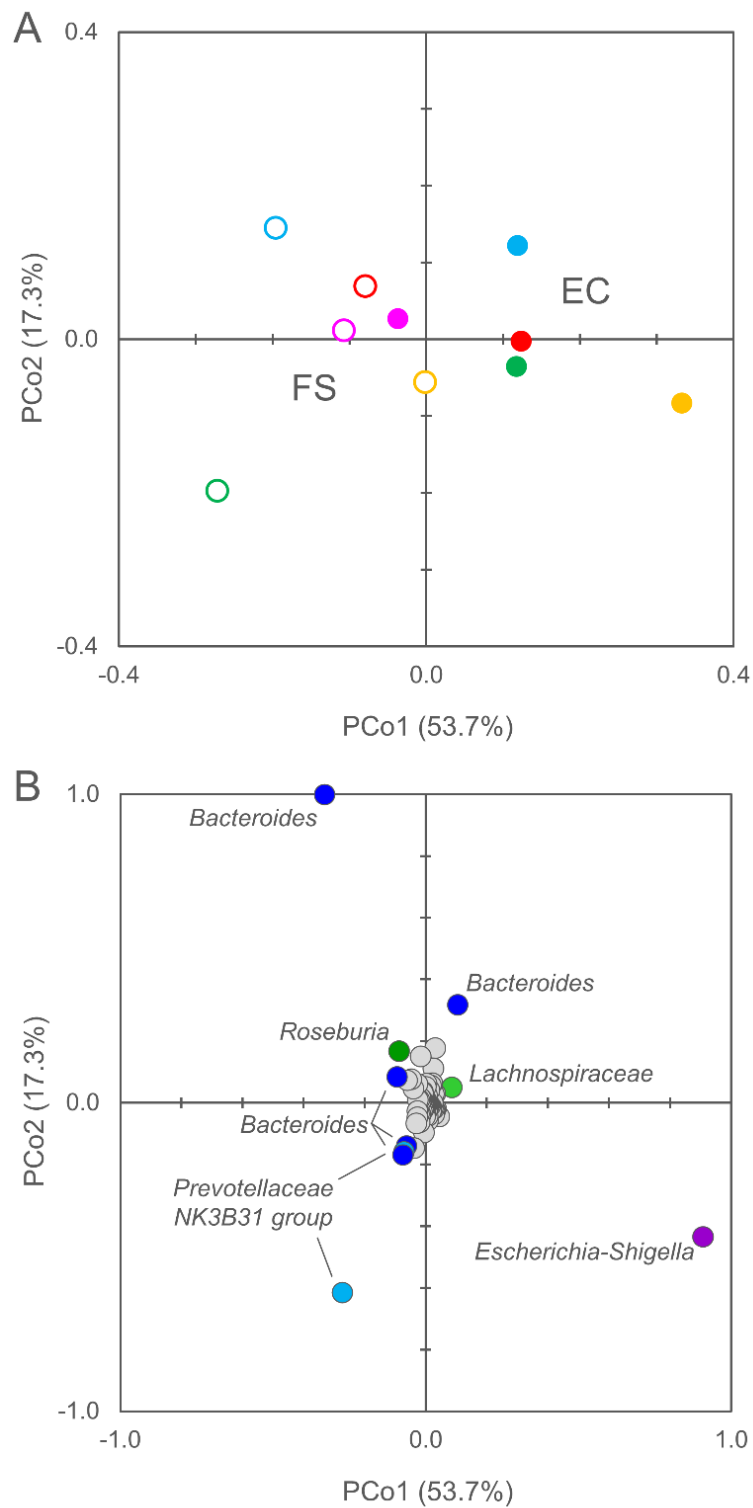 A
0.4
EC
0.0
FS
PCo2 (17.3%)
-0.4
-0.4
0.0
0.4
PCo1 (53.7%)
B
1.0
Bacteroides
Bacteroides
Roseburia
Lachnospiraceae
0.0
Bacteroides
PCo2 (17.3%)
Prevotellaceae
NK3B31 group
Escherichia-Shigella
-1.0
-1.0
0.0
1.0
PCo1 (53.7%)